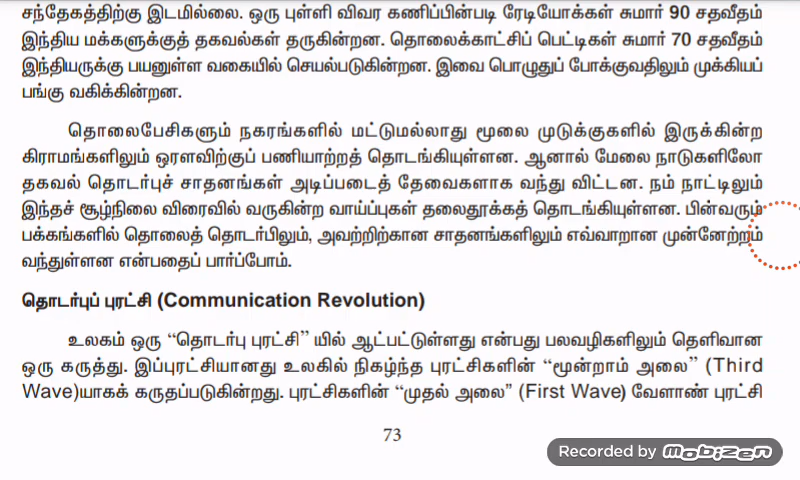 சந்தேகத்திற்கு இடமில்லை. ஒரு புள்ளி விவர கணிப்பின்படி ரேடியோக்கள் சுமார் 90 சதவீதம்
இந்திய மக்களுக்குத் தகவல்கள் தருகின்றன. தொலைக்காட்சிப் பெட்டிகள் சுமார் 70 சதவீதம்
இந்தியருக்கு பயனுள்ள வகையில் செயல்படுகின்றன. இவை பொழுதுப் போக்குவதிலும் முக்கியப்
பங்கு வகிக்கின்றன.
தொலைபேசிகளும் நகரங்களில் மட்டுமல்லாது மூலை முடுக்குகளில் இருக்கின்ற
கிராமங்களிலும் ஓரளவிற்குப் பணியாற்றத் தொடங்கியுள்ளன. ஆனால் மேலை நாடுகளிலோ
தகவல் தொடர்புச் சாதனங்கள் அடிப்படைத் தேவைகளாக வந்து விட்டன. நம் நாட்டிலும்
இந்தச் சூழ்நிலை விரைவில் வருகின்ற வாய்ப்புகள் தலைதூக்கத் தொடங்கியுள்ளன. பின்வரும்
பக்கங்களில் தொலைத் தொடர்பிலும், அவற்றிற்கான சாதனங்களிலும் எவ்வாறான முன்னேற்றம்
வந்துள்ளன என்பதைப் பார்ப்போம்.
தொடர்புப் புரட்சி (Communication Revolution)
உலகம் ஒரு “தொடர்பு புரட்சி” யில் ஆட்பட்டுள்ளது என்பது பலவழிகளிலும் தெளிவான
ஒரு கருத்து. இப்புரட்சியானது உலகில் நிகழ்ந்த புரட்சிகளின் “மூன்றாம் அலை” (Third
Wave)யாகக் கருதப்படுகின்றது. புரட்சிகளின் “முதல் அலை” (First Wave) வேளாண் புரட்சி
73
Recorded by mobizen